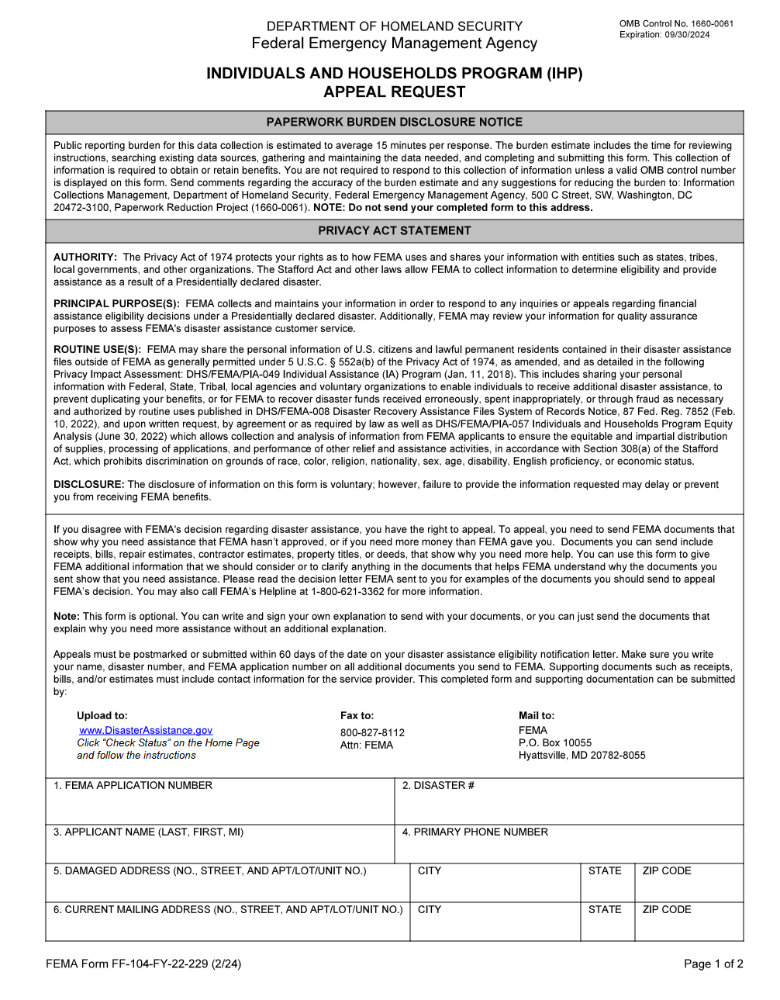 DEPARTMENT OF HOMELAND SECURITY
Federal Emergency Management Agency
OMB Control No. 1660-0061
Expiration: 09/30/2024
INDIVIDUALS AND HOUSEHOLDS PROGRAM (IHP)
APPEAL REQUEST
PAPERWORK BURDEN DISCLOSURE NOTICE
Public reporting burden for this data collection is estimated to average 15 minutes per response. The burden estimate includes the time for reviewing
instructions, searching existing data sources, gathering and maintaining the data needed, and completing and submitting this form. This collection of
information is required to obtain or retain benefits. You are not required to respond to this collection of information unless a valid OMB control number
is displayed on this form. Send comments regarding the accuracy of the burden estimate and any suggestions for reducing the burden to: Information
Collections Management, Department of Homeland Security, Federal Emergency Management Agency, 500 C Street, SW, Washington, DC
20472-3100, Paperwork Reduction Project (1660-0061). NOTE: Do not send your completed form to this address.
PRIVACY ACT STATEMENT
AUTHORITY: The Privacy Act of 1974 protects your rights as to how FEMA uses and shares your information with entities such as states, tribes,
local governments, and other organizations. The Stafford Act and other laws allow FEMA to collect information to determine eligibility and provide
assistance as a result of a Presidentially declared disaster.
PRINCIPAL PURPOSE(S): FEMA collects and maintains your information in order to respond to any inquiries or appeals regarding financial
assistance eligibility decisions under a Presidentially declared disaster. Additionally, FEMA may review your information for quality assurance
purposes to assess FEMA's disaster assistance customer service.
ROUTINE USE(S): FEMA may share the personal information of U.S. citizens and lawful permanent residents contained in their disaster assistance
files outside of FEMA as generally permitted under 5 U.S.C. § 552a(b) of the Privacy Act of 1974, as amended, and as detailed in the following
Privacy Impact Assessment: DHS/FEMA/PIA-049 Individual Assistance (IA) Program (Jan. 11, 2018). This includes sharing your personal
information with Federal, State, Tribal, local agencies and voluntary organizations to enable individuals to receive additional disaster assistance, to
prevent duplicating your benefits, or for FEMA to recover disaster funds received erroneously, spent inappropriately, or through fraud as necessary
and authorized by routine uses published in DHS/FEMA-008 Disaster Recovery Assistance Files System of Records Notice, 87 Fed. Reg. 7852 (Feb.
10, 2022), and upon written request, by agreement or as required by law as well as DHS/FEMA/PIA-057 Individuals and Households Program Equity
Analysis (June 30, 2022) which allows collection and analysis of information from FEMA applicants to ensure the equitable and impartial distribution
of supplies, processing of applications, and performance of other relief and assistance activities, in accordance with Section 308(a) of the Stafford
Act, which prohibits discrimination on grounds of race, color, religion, nationality, sex, age, disability, English proficiency, or economic status.
DISCLOSURE: The disclosure of information on this form is voluntary; however, failure to provide the information requested may delay or prevent
you from receiving FEMA benefits.
If you disagree with FEMA's decision regarding disaster assistance, you have the right to appeal. To appeal, you need to send FEMA documents that
show why you need assistance that FEMA hasn't approved, or if you need more money than FEMA gave you. Documents you can send include
receipts, bills, repair estimates, contractor estimates, property titles, or deeds, that show why you need more help. You can use this form to give
FEMA additional information that we should consider or to clarify anything in the documents that helps FEMA understand why the documents you
sent show that you need assistance. Please read the decision letter FEMA sent to you for examples of the documents you should send to appeal
FEMA's decision. You may also call FEMA's Helpline at 1-800-621-3362 for more information.
Note: This form is optional. You can write and sign your own explanation to send with your documents, or you can just send the documents that
explain why you need more assistance without an additional explanation.
Appeals must be postmarked or submitted within 60 days of the date on your disaster assistance eligibility notification letter. Make sure you write
your name, disaster number, and FEMA application number on all additional documents you send to FEMA. Supporting documents such as receipts,
bills, and/or estimates must include contact information for the service provider. This completed form and supporting documentation can be submitted
by:
Upload to:
www.DisasterAssistance.gov
Click “Check Status” on the Home Page
and follow the instructions
Fax to:
800-827-8112
Attn: FEMA
Mail to:
FEMA
P.O. Box 10055
Hyattsville, MD 20782-8055
1. FEMA APPLICATION NUMBER
2. DISASTER #
3. APPLICANT NAME (LAST, FIRST, MI)
4. PRIMARY PHONE NUMBER
5. DAMAGED ADDRESS (NO., STREET, AND APT/LOT/UNIT NO.)
CITY
STATE
ZIP CODE
6. CURRENT MAILING ADDRESS (NO., STREET, AND APT/LOT/UNIT NO.)
CITY
STATE
ZIP CODE
FEMA Form FF-104-FY-22-229 (2/24)
Page 1 of 2